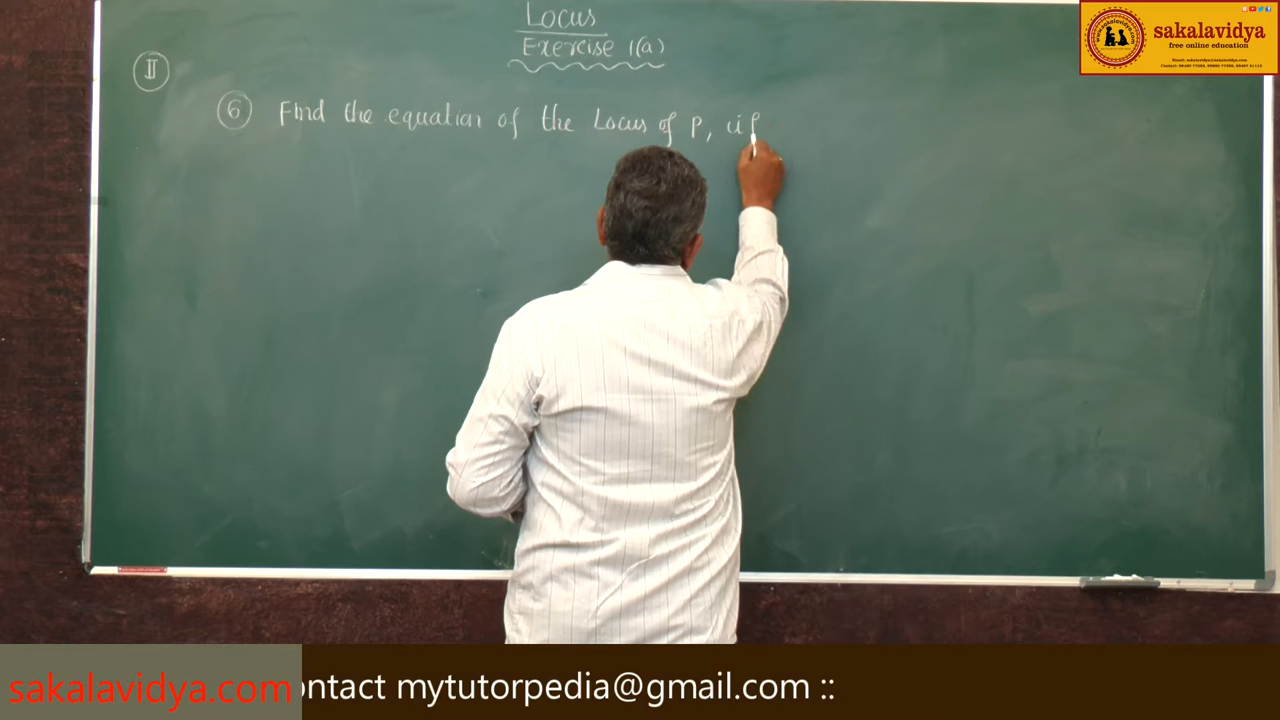 Locus
Exercise 1(a)
II
6 Find the equation of the Locus of P, if
sakalavidya
free online education
sakalavidya.com
ontact mytutorpedia@gmail.com ::